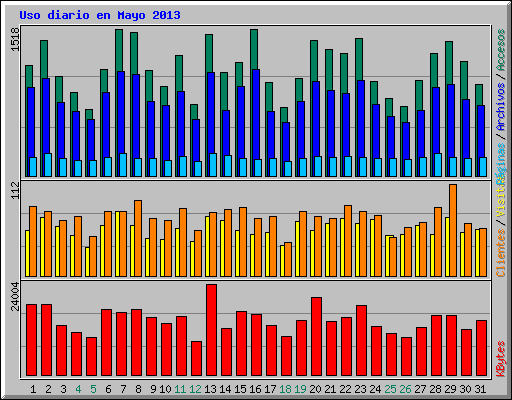 Uso diario en Mayo 2013
1518
112
24004
Clientes / Visitas
Páginas / Archivos / Accesos
KBytes
1 2 3 4 5 6 7 8 9 10 11 12 13 14 15 16 17 18 19 20 21 22 23 24 25 26 27 28 29 30 31